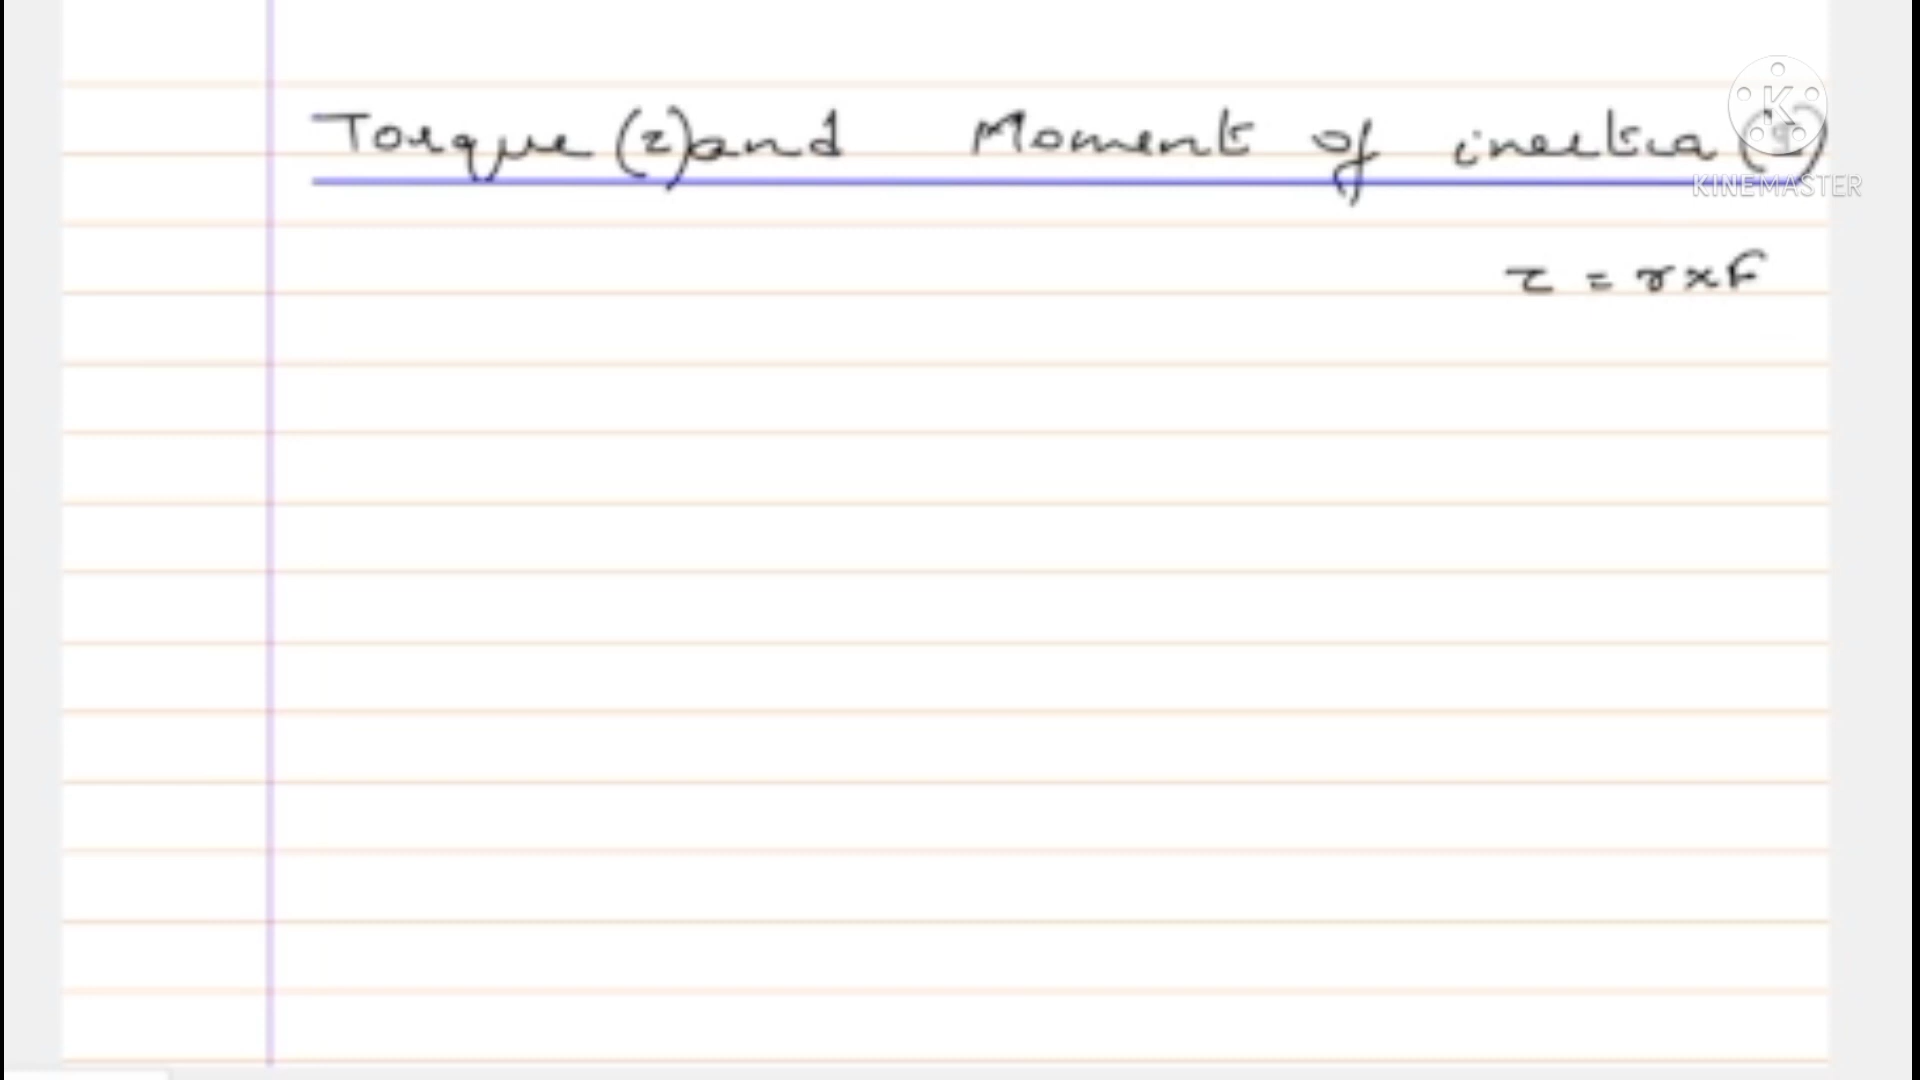 Torque (τ) and Moment of inertia (I)
KINEMASTER
τ = r x F